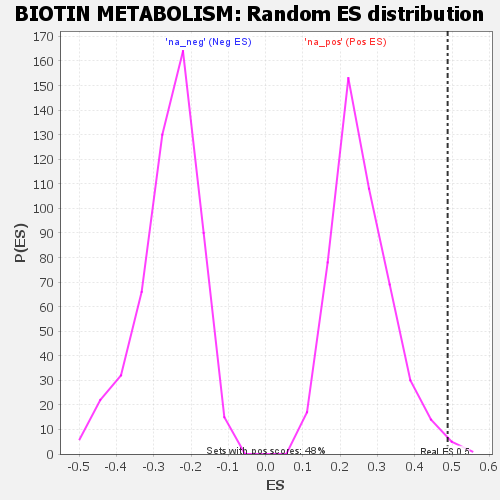 BIOTIN METABOLISM: Random ES distribution
'na_neg' (Neg ES)
'na_pos' (Pos ES)
170
160
150
140
130
120
110
100
90
80
70
60
50
40
30
20
10
0
P(ES)
Sets with pos scores: 48%
Real ES 0.5
-0.5 -0.4 -0.3 -0.2 -0.1 0.0 0.1 0.2 0.3 0.4 0.5 0.6
ES